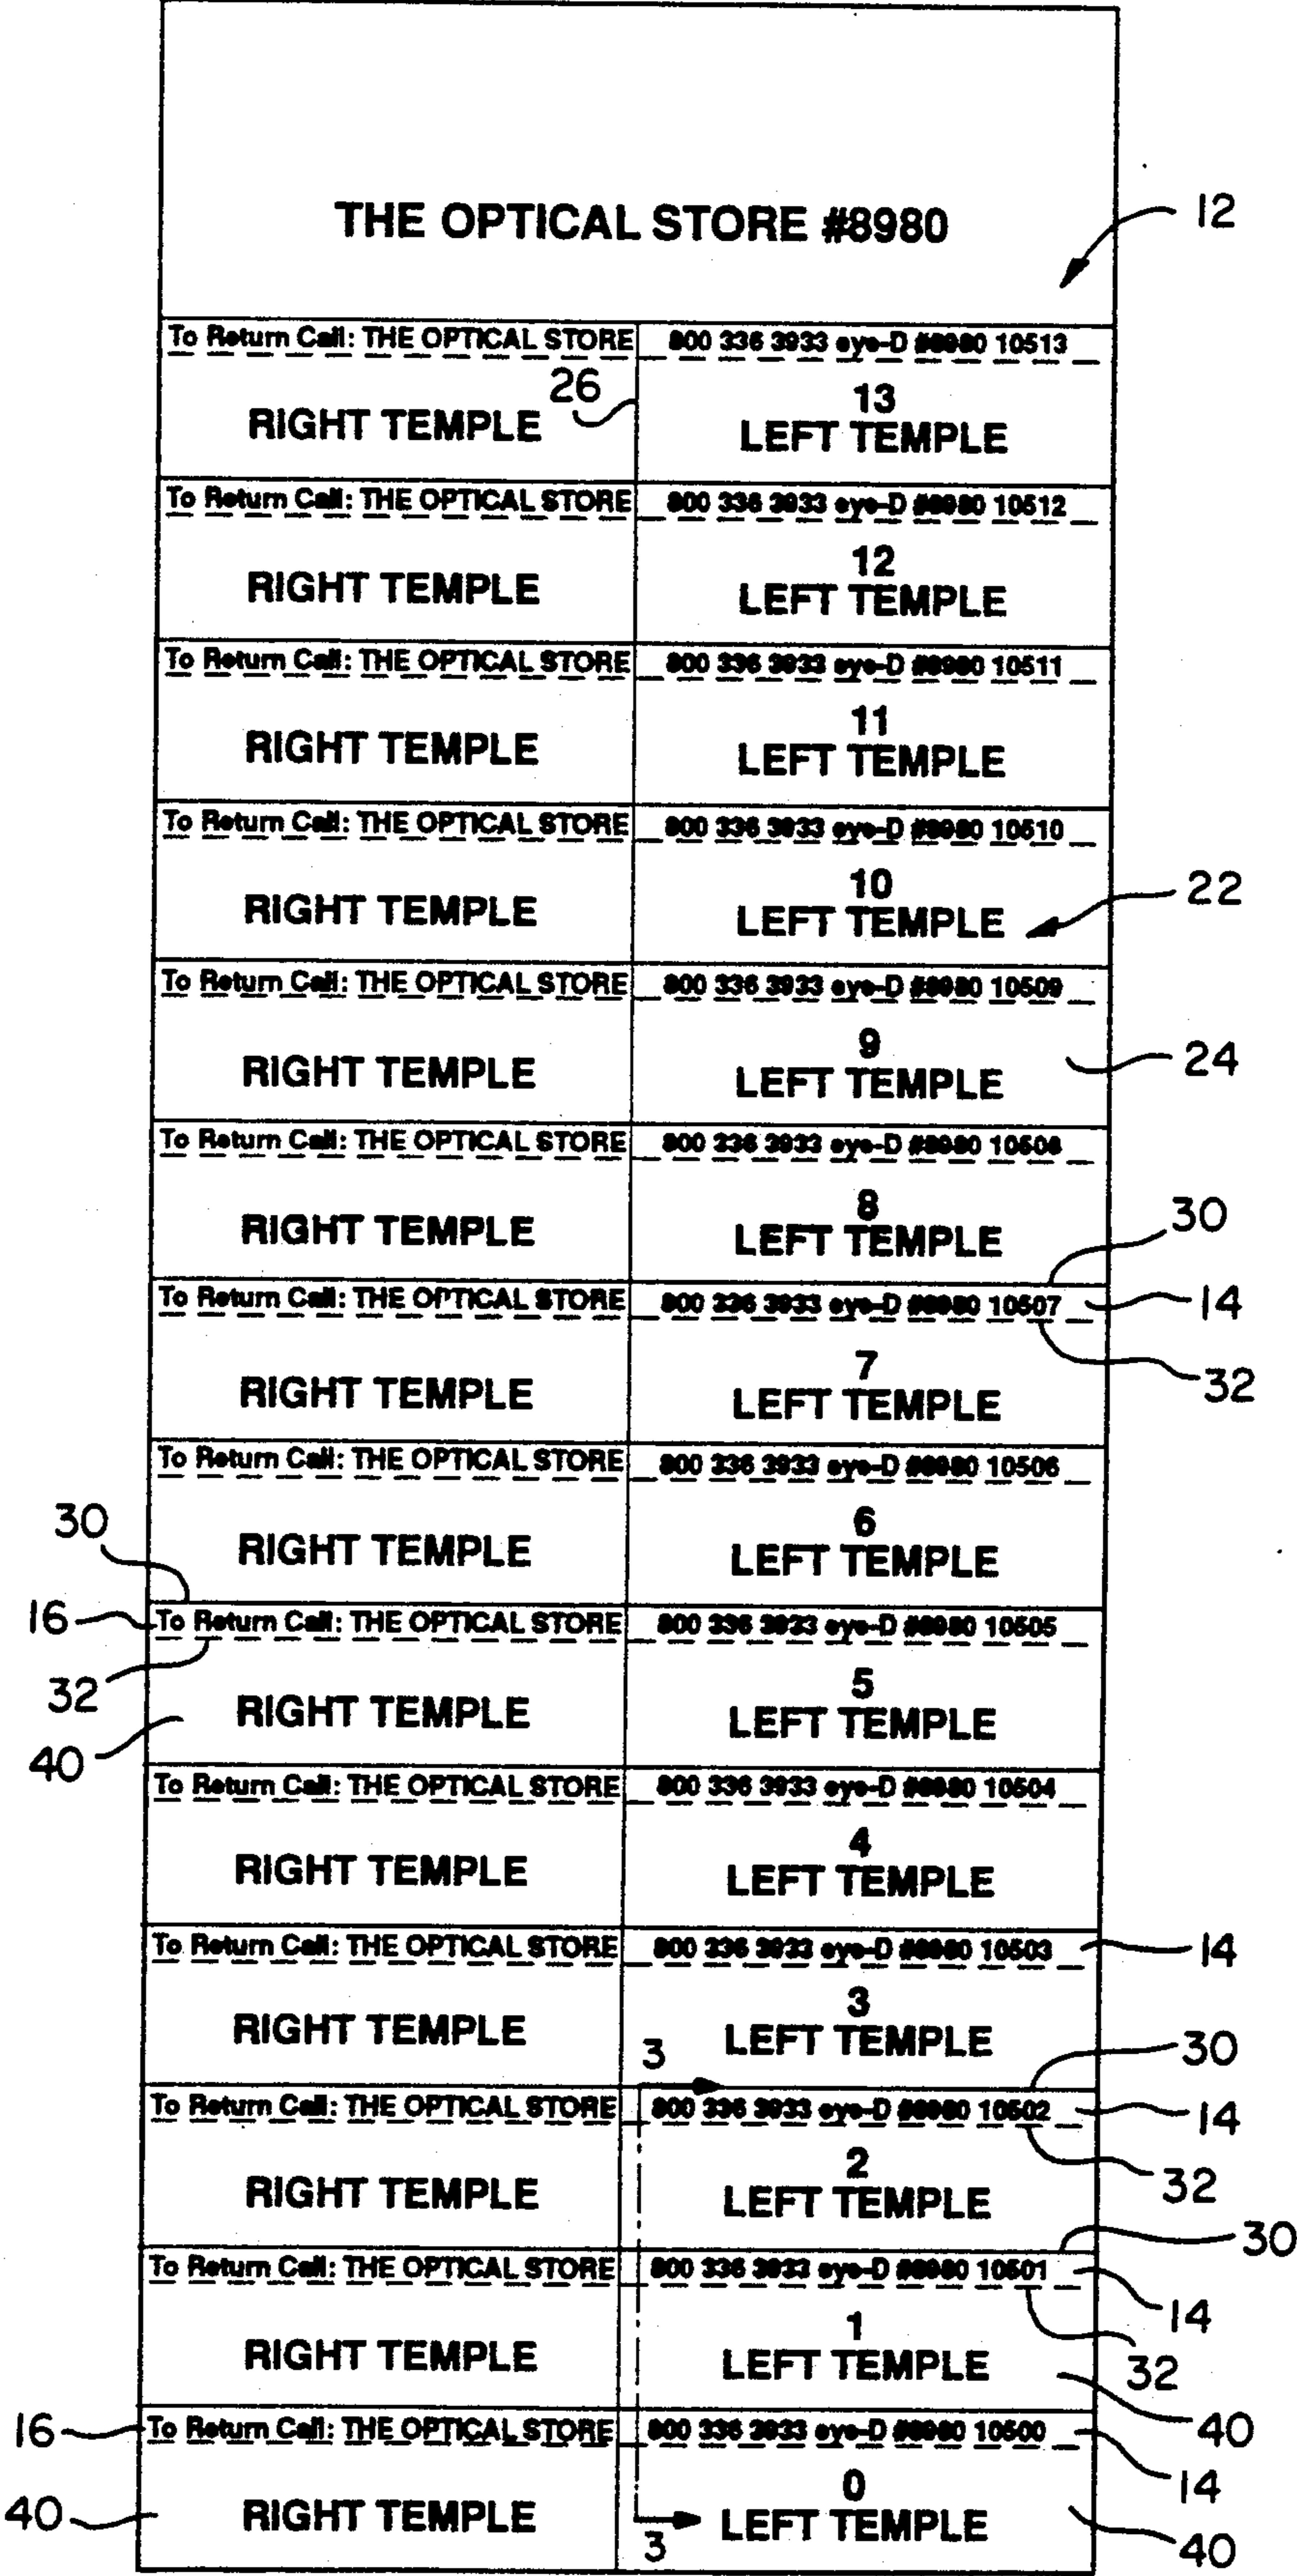 THE OPTICAL STORE #8980
12
To Return Call: THE OPTICAL STORE 800 336 3933 eye-D #8980 10513
26
13
RIGHT TEMPLE LEFT TEMPLE
To Return Call: THE OPTICAL STORE 800 336 3933 eye-D #8980 10512
12
RIGHT TEMPLE LEFT TEMPLE
To Return Call: THE OPTICAL STORE 800 336 3933 eye-D #8980 10511
11
RIGHT TEMPLE LEFT TEMPLE
To Return Call: THE OPTICAL STORE 800 336 3933 eye-D #8980 10510
10 22
RIGHT TEMPLE LEFT TEMPLE
To Return Call: THE OPTICAL STORE 800 336 3933 eye-D #8980 10509
9 24
RIGHT TEMPLE LEFT TEMPLE
To Return Call: THE OPTICAL STORE 800 336 3933 eye-D #8980 10508
8 30
RIGHT TEMPLE LEFT TEMPLE
To Return Call: THE OPTICAL STORE 800 336 3933 eye-D #8980 10507 14
7 32
RIGHT TEMPLE LEFT TEMPLE
To Return Call: THE OPTICAL STORE 800 336 3933 eye-D #8980 10506
30 6
RIGHT TEMPLE LEFT TEMPLE
16 To Return Call: THE OPTICAL STORE 800 336 3933 eye-D #8980 10505
32 5
RIGHT TEMPLE LEFT TEMPLE
40
To Return Call: THE OPTICAL STORE 800 336 3933 eye-D #8980 10504
4
RIGHT TEMPLE LEFT TEMPLE
To Return Call: THE OPTICAL STORE 800 336 3933 eye-D #8980 10503 14
3
RIGHT TEMPLE LEFT TEMPLE
3 30
To Return Call: THE OPTICAL STORE 800 336 3933 eye-D #8980 10502 14
2 32
RIGHT TEMPLE LEFT TEMPLE
30
To Return Call: THE OPTICAL STORE 800 336 3933 eye-D #8980 10501 14
1 32
RIGHT TEMPLE LEFT TEMPLE
40
16 To Return Call: THE OPTICAL STORE 800 336 3933 eye-D #8980 10500 14
0
40 RIGHT TEMPLE LEFT TEMPLE 40
3